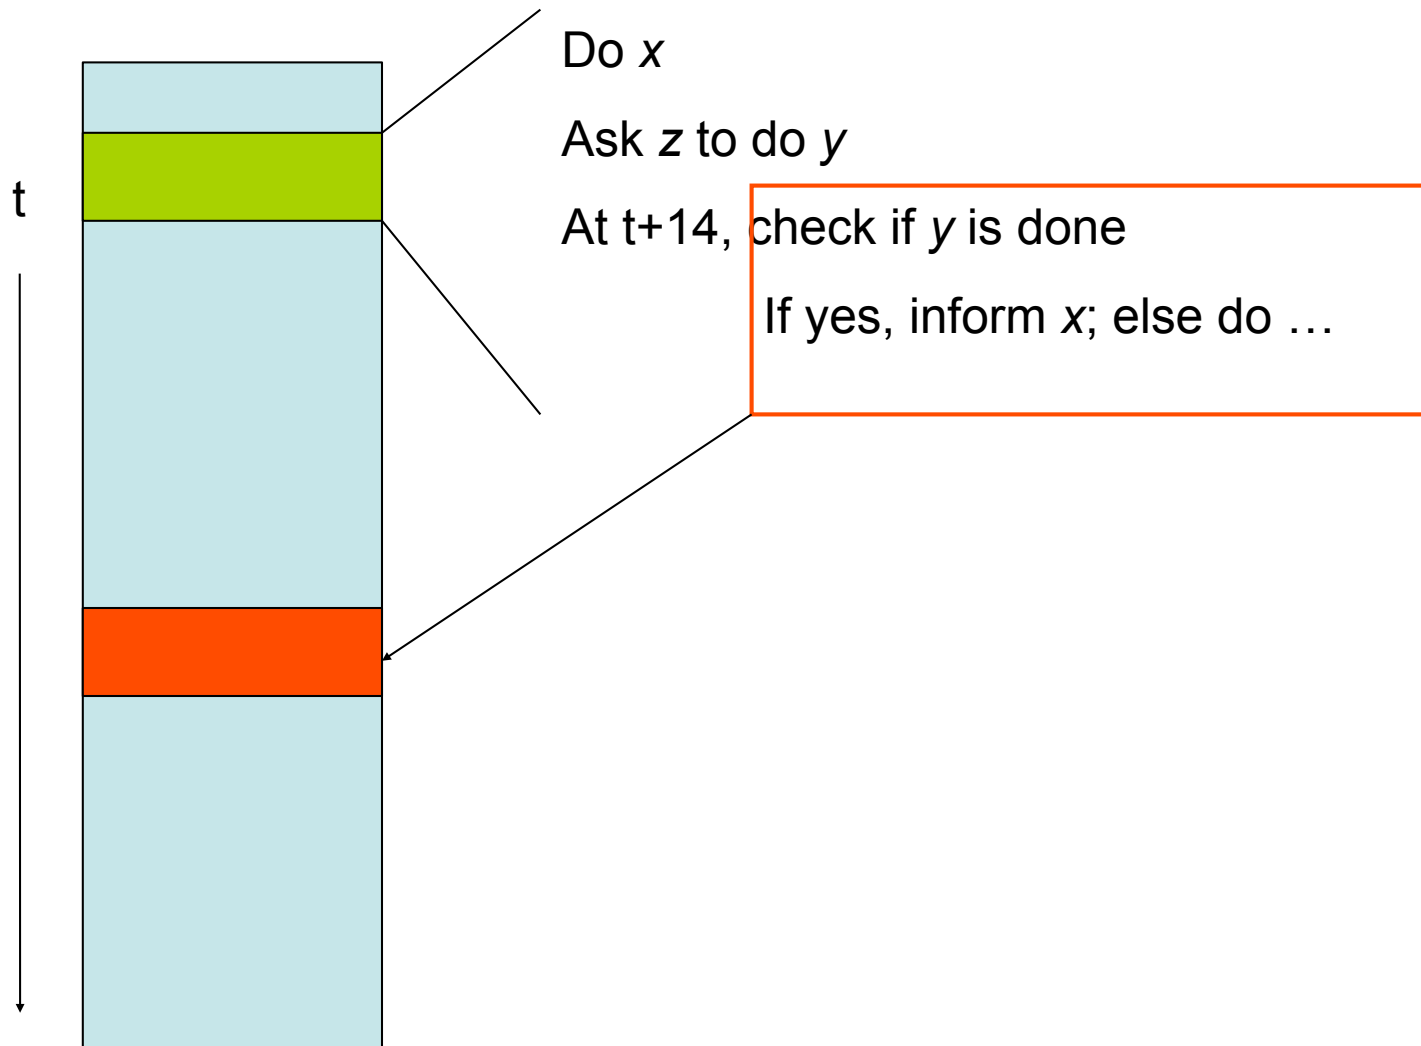 Do x
Ask z to do y
t
At t+14, check if y is done
If yes, inform x; else do …